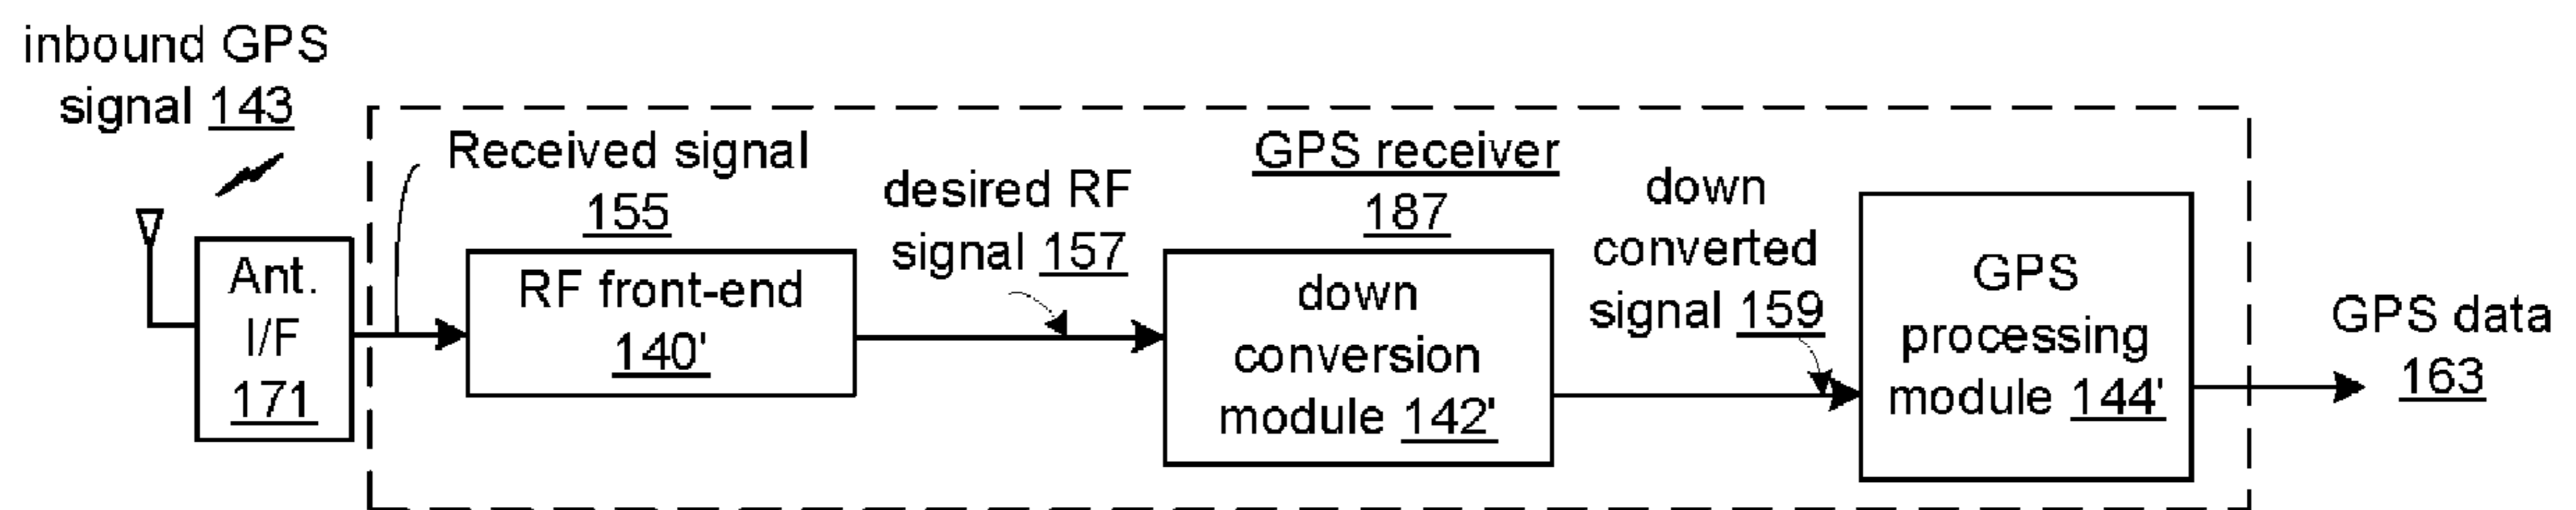 inbound GPS
signal 143
Ant.
I/F
171
Received signal
155
RF front-end
140'
desired RF
signal 157
GPS receiver
187
down
conversion
module 142'
down
converted
signal 159
GPS
processing
module 144'
GPS data
163